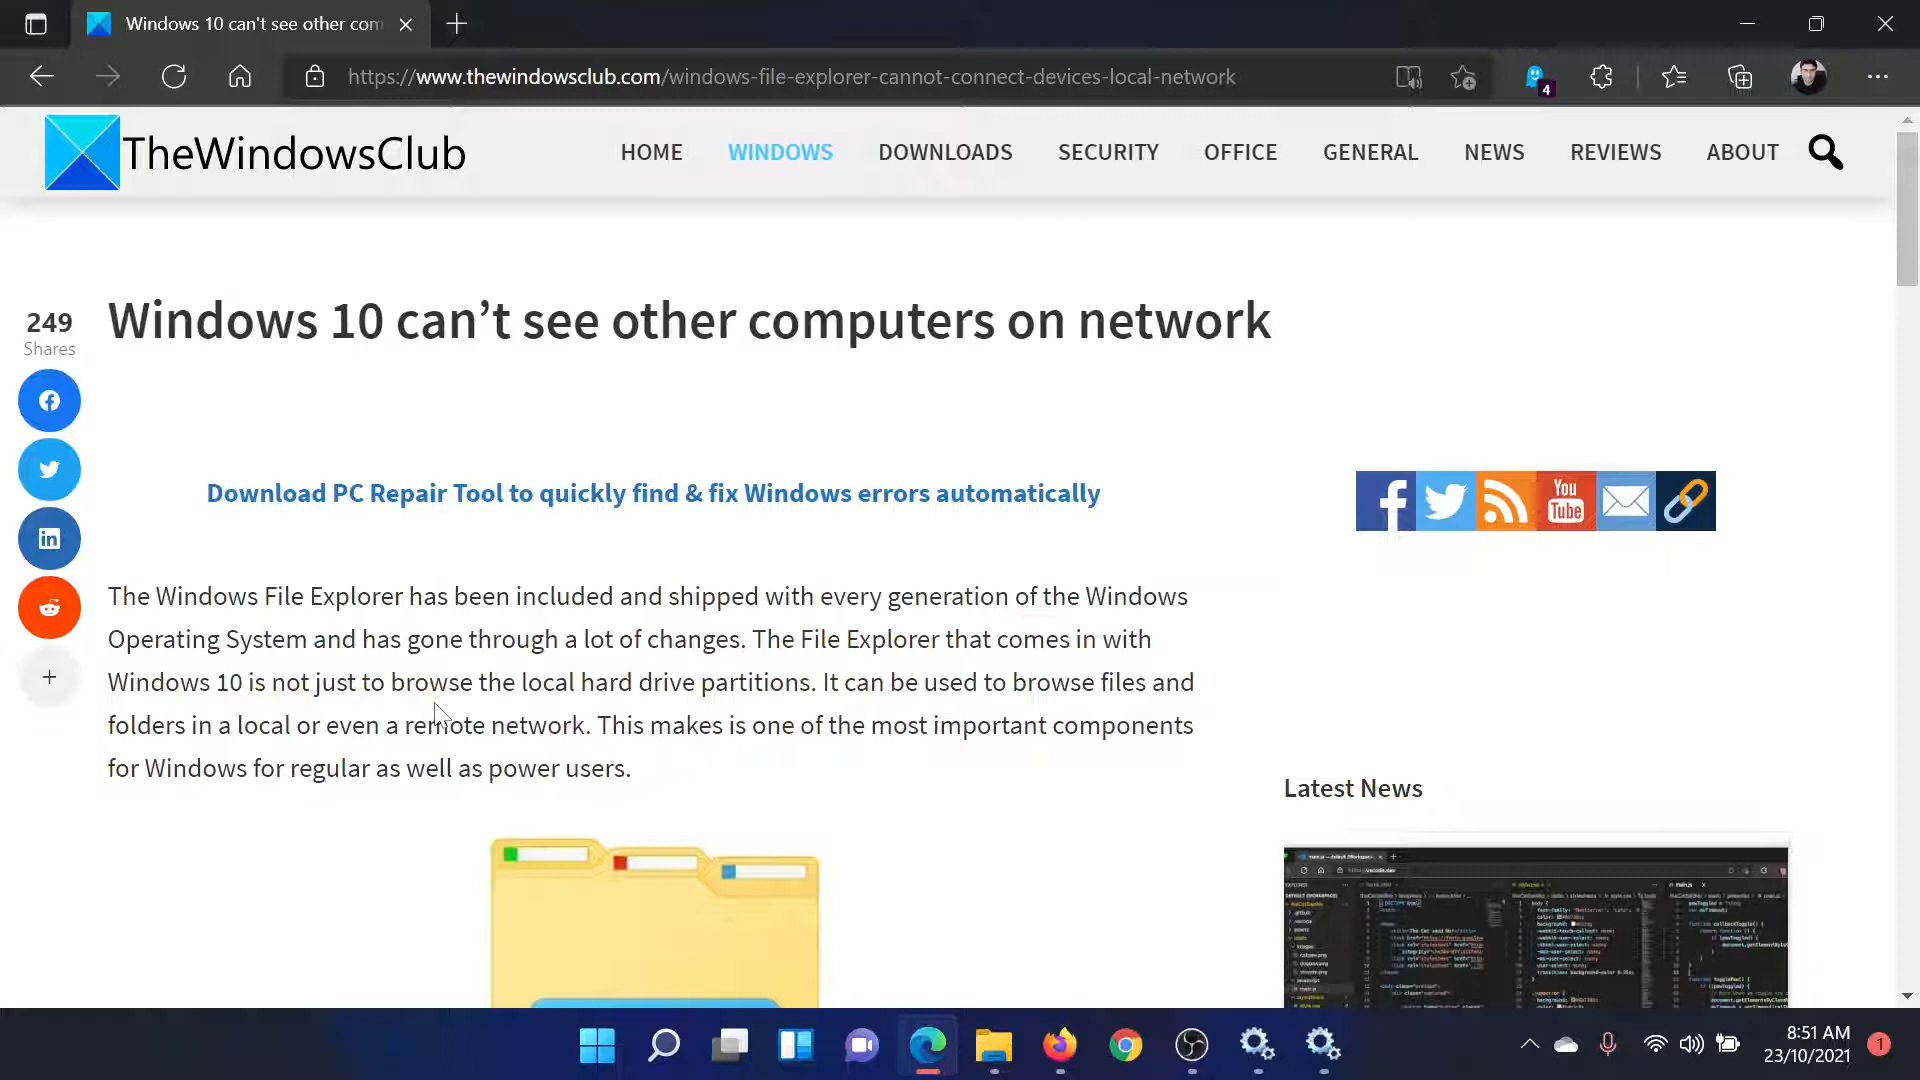 Windows 10 can't see other com
https://www.thewindowsclub.com/windows-file-explorer-cannot-connect-devices-local-network
4
TheWindowsClub
HOME WINDOWS DOWNLOADS SECURITY OFFICE GENERAL NEWS REVIEWS ABOUT
249
Shares
Windows 10 can’t see other computers on network
Download PC Repair Tool to quickly find & fix Windows errors automatically
You
Tube
The Windows File Explorer has been included and shipped with every generation of the Windows
Operating System and has gone through a lot of changes. The File Explorer that comes in with
Windows 10 is not just to browse the local hard drive partitions. It can be used to browse files and
folders in a local or even a remote network. This makes is one of the most important components
for Windows for regular as well as power users.
Latest News
8:51 AM
23/10/2021
1